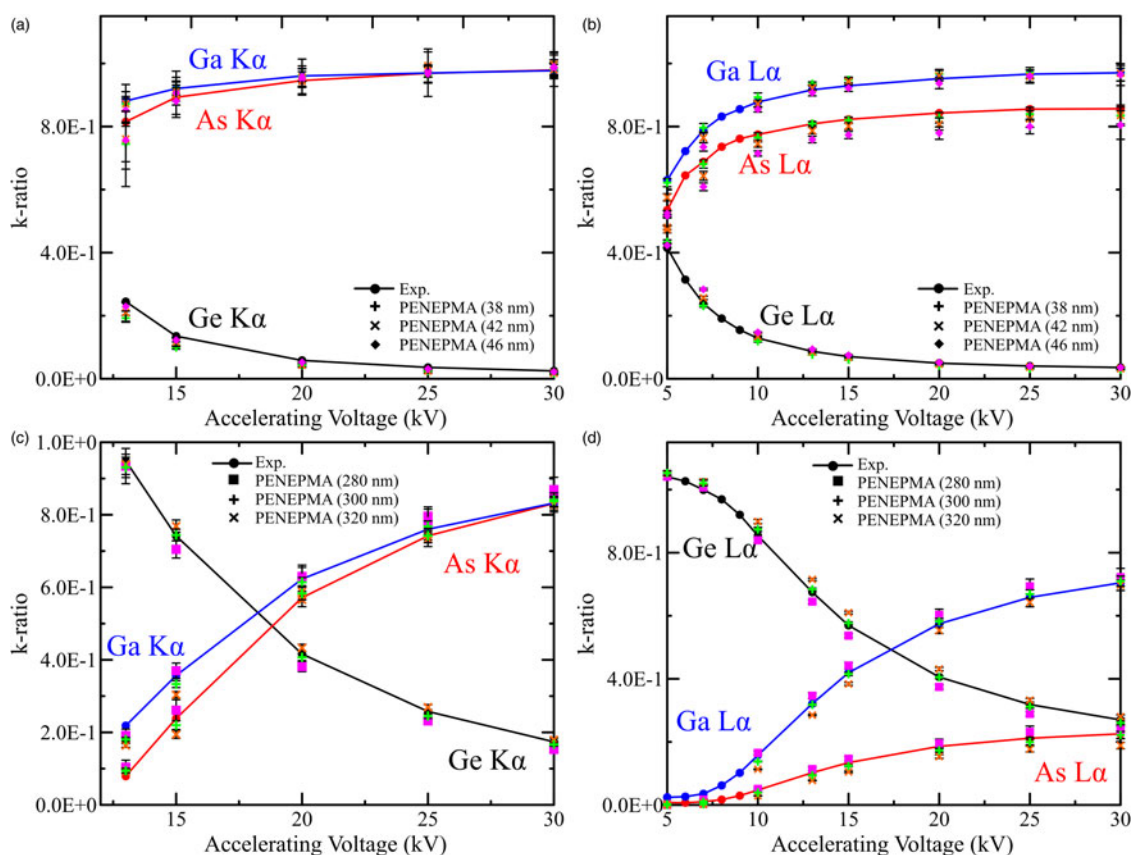 (a)
Ga Kα
As Kα
8.0E-1
k-ratio
4.0E-1
Ge Kα
Exp.
PENEPMA (38 nm)
PENEPMA (42 nm)
PENEPMA (46 nm)
0.0E+0
15
20
25
30
Accelerating Voltage (kV)
(b)
Ga Lα
As Lα
8.0E-1
k-ratio
4.0E-1
Ge Lα
Exp.
PENEPMA (38 nm)
PENEPMA (42 nm)
PENEPMA (46 nm)
0.0E+0
5
10
15
20
25
30
Accelerating Voltage (kV)
(c)
1.0E+0
Exp.
PENEPMA (280 nm)
PENEPMA (300 nm)
PENEPMA (320 nm)
8.0E-1
As Kα
6.0E-1
k-ratio
Ga Kα
4.0E-1
2.0E-1
Ge Kα
0.0E+0
15
20
25
30
Accelerating Voltage (kV)
(d)
Exp.
PENEPMA (280 nm)
PENEPMA (300 nm)
PENEPMA (320 nm)
Ge Lα
8.0E-1
k-ratio
4.0E-1
Ga Lα
As Lα
0.0E+0
5
10
15
20
25
30
Accelerating Voltage (kV)